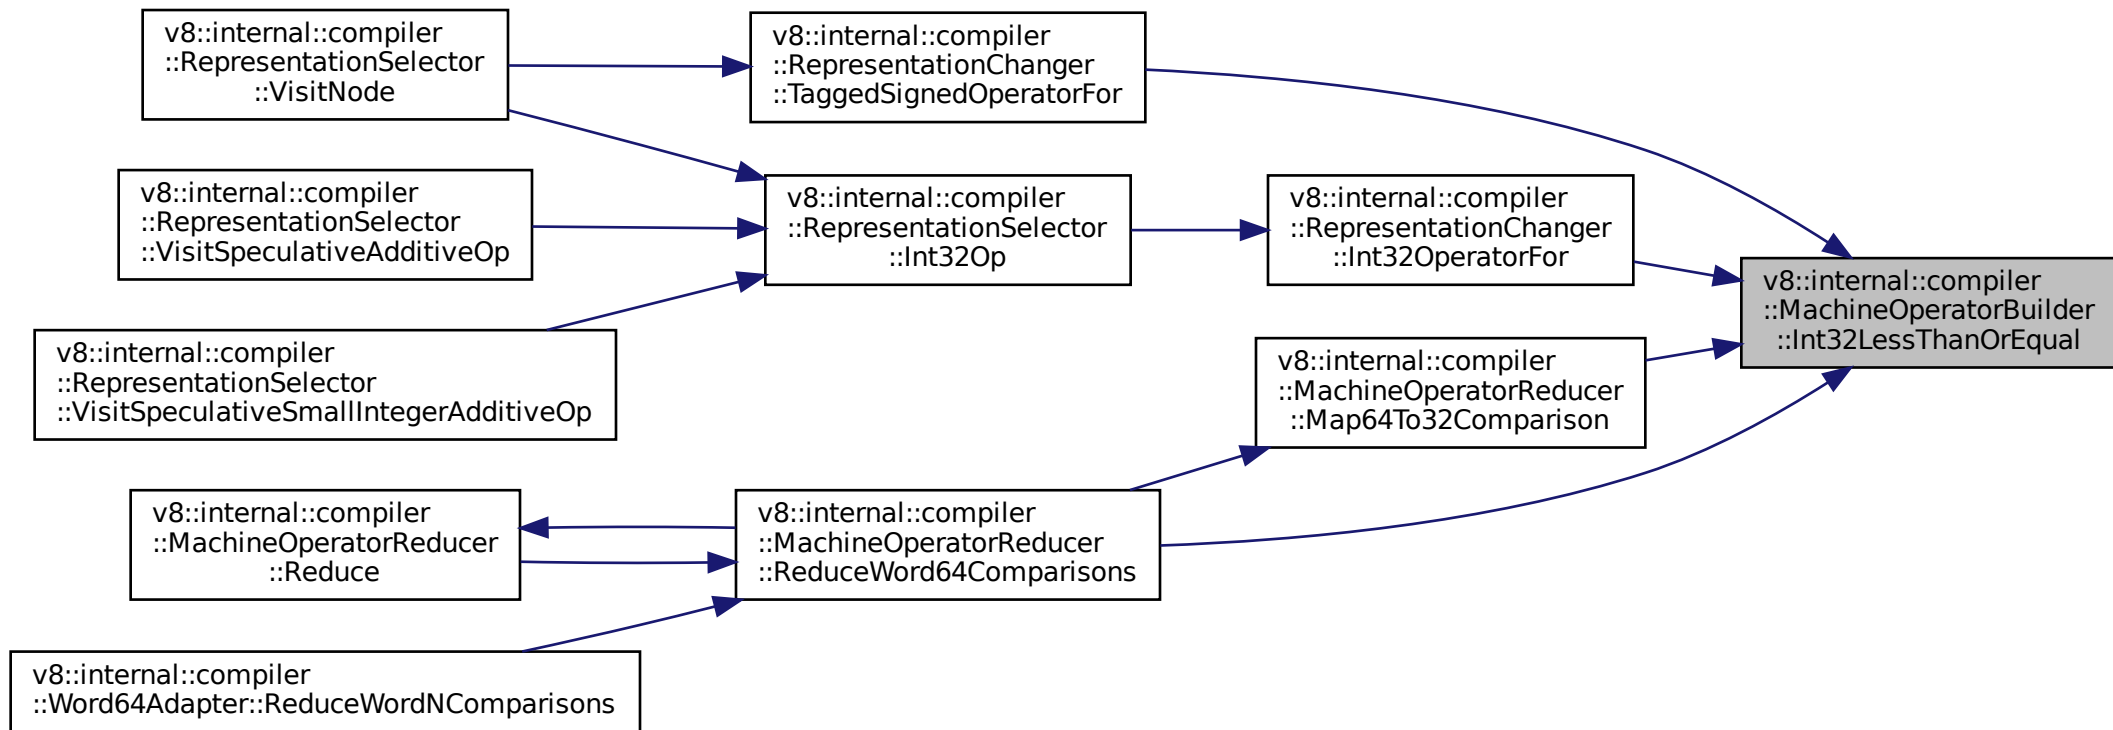 v8::internal::compiler
::RepresentationSelector
::VisitNode
v8::internal::compiler
::RepresentationChanger
::TaggedSignedOperatorFor
v8::internal::compiler
::RepresentationSelector
::VisitSpeculativeAdditiveOp
v8::internal::compiler
::RepresentationSelector
::Int32Op
v8::internal::compiler
::RepresentationChanger
::Int32OperatorFor
v8::internal::compiler
::MachineOperatorBuilder
::Int32LessThanOrEqual
v8::internal::compiler
::RepresentationSelector
::VisitSpeculativeSmallIntegerAdditiveOp
v8::internal::compiler
::MachineOperatorReducer
::Map64To32Comparison
v8::internal::compiler
::MachineOperatorReducer
::Reduce
v8::internal::compiler
::MachineOperatorReducer
::ReduceWord64Comparisons
v8::internal::compiler
::Word64Adapter::ReduceWordNComparisons